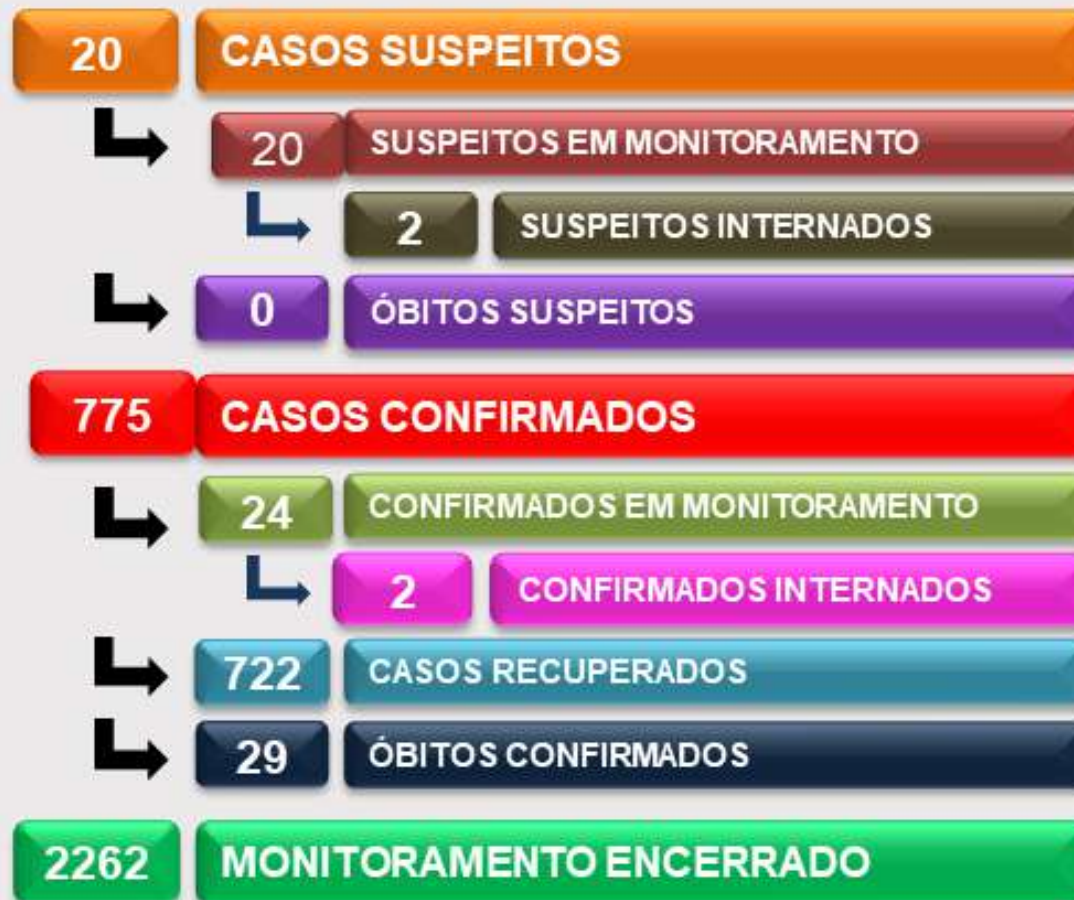 20 CASOS SUSPEITOS
20 SUSPEITOS EM MONITORAMENTO
2 SUSPEITOS INTERNADOS
0 ÓBITOS SUSPEITOS
775 CASOS CONFIRMADOS
24 CONFIRMADOS EM MONITORAMENTO
2 CONFIRMADOS INTERNADOS
722 CASOS RECUPERADOS
29 ÓBITOS CONFIRMADOS
2262 MONITORAMENTO ENCERRADO